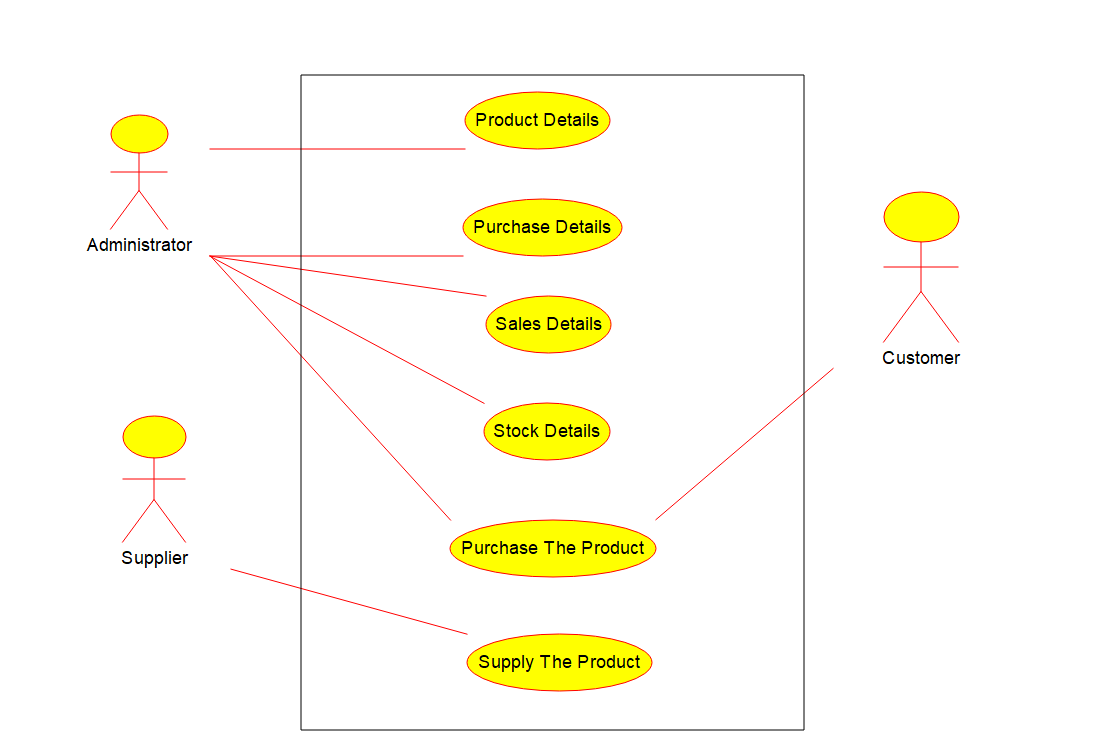 Product Details
Administrator
Purchase Details
Sales Details
Customer
Stock Details
Purchase The Product
Supplier
Supply The Product